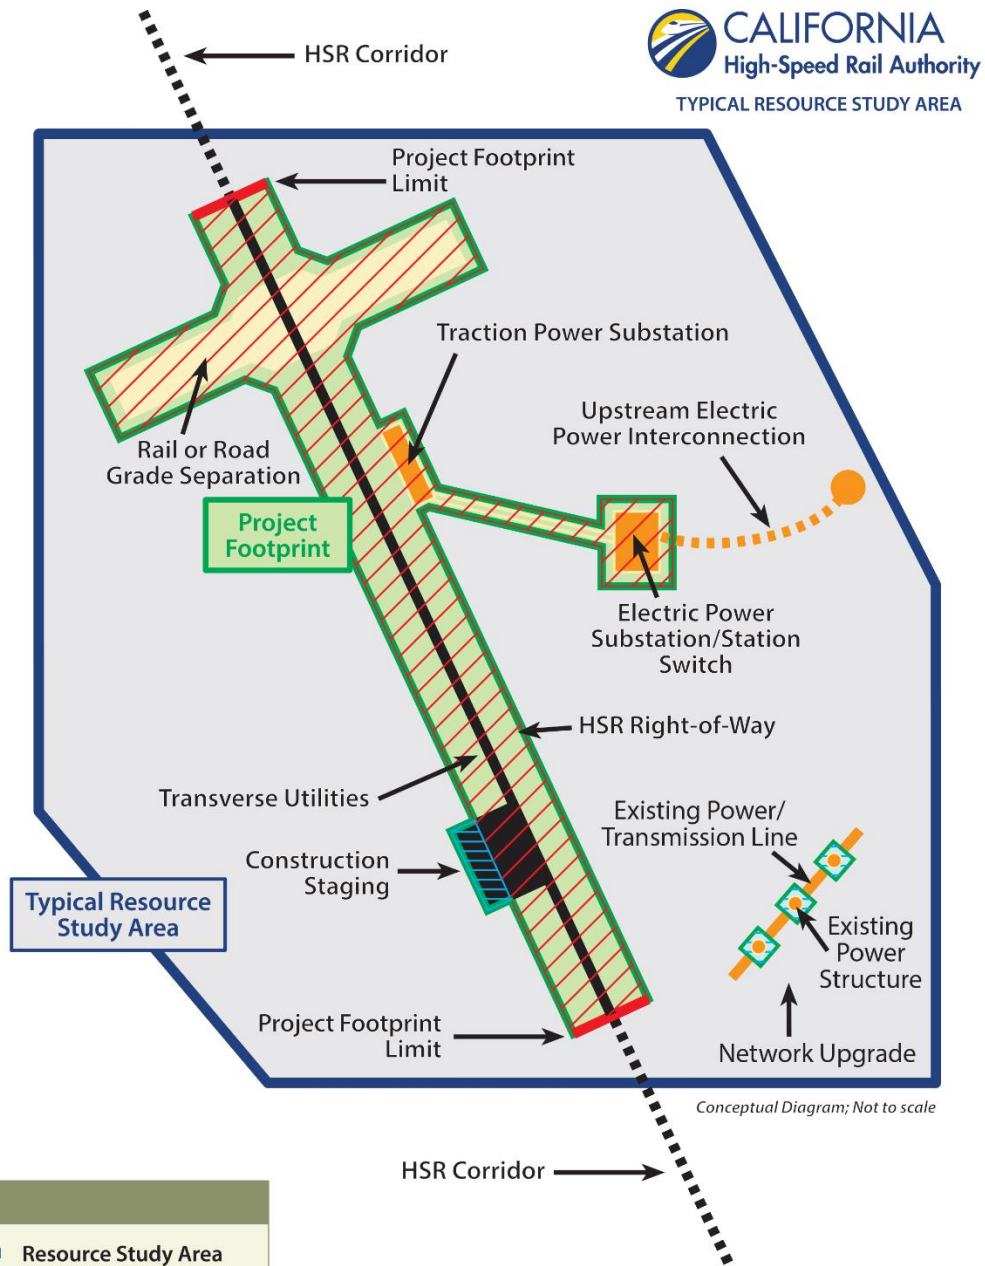 HSR Corridor
CALIFORNIA
High-Speed Rail Authority
TYPICAL RESOURCE STUDY AREA
Project Footprint
Limit
Traction Power Substation
Upstream Electric
Power Interconnection
Rail or Road
Grade Separation
Project
Footprint
Electric Power
Substation/Station
Switch
HSR Right-of-Way
Transverse Utilities
Existing Power/
Transmission Line
Construction
Staging
Typical Resource
Study Area
Existing
Power
Structure
Project Footprint
Limit
Network Upgrade
Conceptual Diagram; Not to scale
HSR Corridor
Resource Study Area